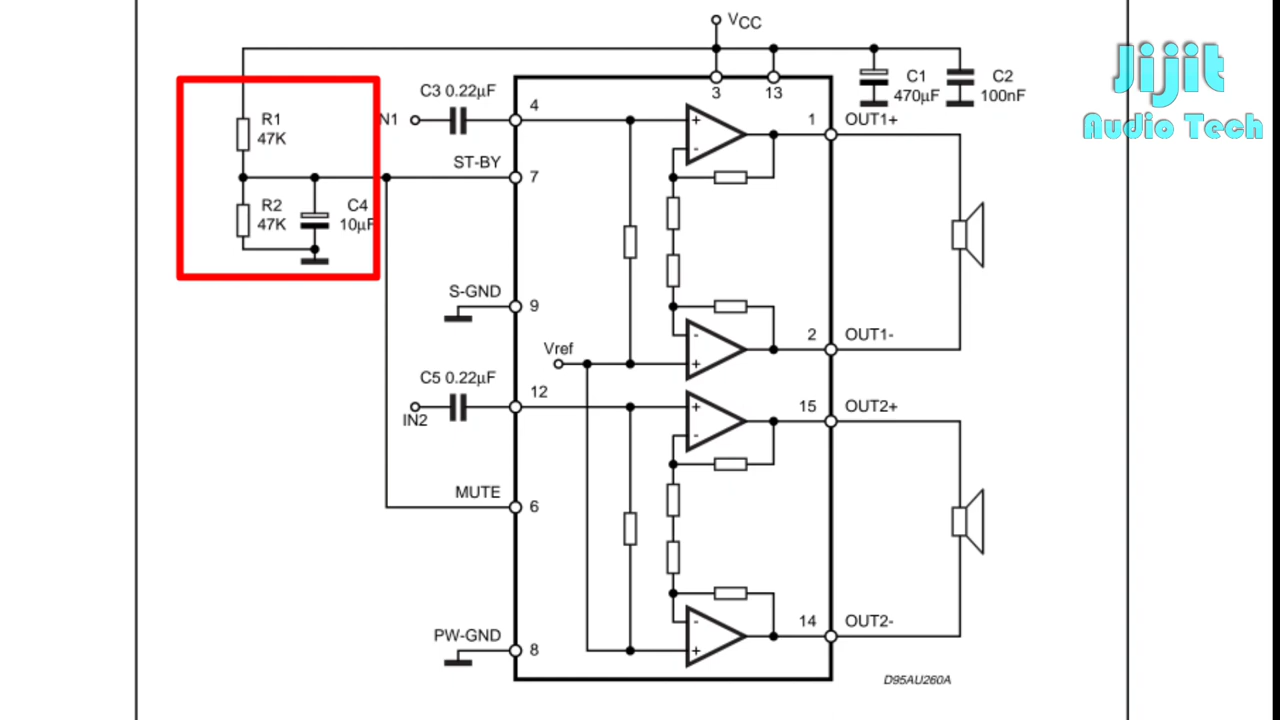 VCC
Jijit
Audio Tech
C1
470µF
C2
100nF
3
13
C3 0.22µF
4
R1
47K
N1
1
OUT1+
+
-
ST-BY
7
R2
47K
C4
10µF
S-GND
9
Vref
-
+
2
OUT1-
C5 0.22µF
12
IN2
+
-
15
OUT2+
MUTE
6
PW-GND
8
-
+
14
OUT2-
D95AU260A